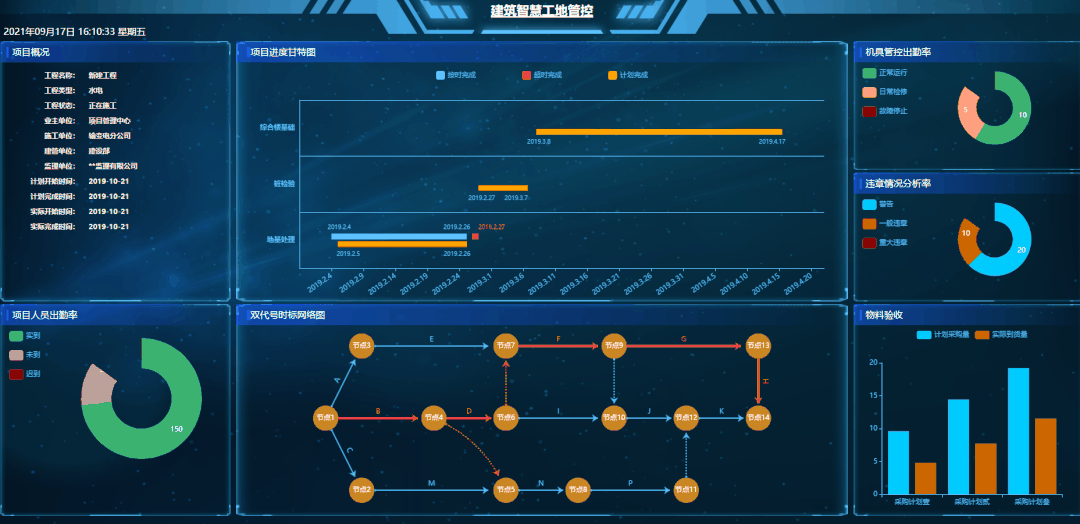 建筑智慧工地管控
2021年09月17日 16:10:33 星期五
项目概况
工程名称: 新建工程
工程类型: 水电
工程状态: 正在施工
业主单位: 项目管理中心
施工单位: 输变电分公司
建管单位: 建设部
监理单位: **监理有限公司
计划开始时间: 2019-10-21
计划完成时间: 2019-10-21
实际开始时间: 2019-10-21
实际完成时间: 2019-10-21
项目进度甘特图
按时完成 超时完成 计划完成
综合楼基础
2019.3.8 2019.4.17
桩检验
2019.2.27 2019.3.7
2019.2.4 2019.2.26 2019.2.27
地基处理
2019.2.5 2019.2.26
2019.2.4 2019.2.9 2019.2.14 2019.2.19 2019.2.24 2019.3.1 2019.3.6 2019.3.11 2019.3.16 2019.3.21 2019.3.26 2019.3.31 2019.4.5 2019.4.10 2019.4.15 2019.4.20
机具管控出勤率
正常运行
日常检修
故障停止
5
10
违章情况分析率
警告
一般违章
重大违章
10
20
项目人员出勤率
实到
未到
迟到
150
双代号时标网络图
节点3 E 节点7 F 节点9 G 节点13
A H
节点1 B 节点4 D 节点6 I 节点10 J 节点12 K 节点14
C
节点2 M 节点5 N 节点8 P 节点11
物料验收
计划采购量 实际到货量
20
15
10
5
0
采购计划壹 采购计划贰 采购计划叁